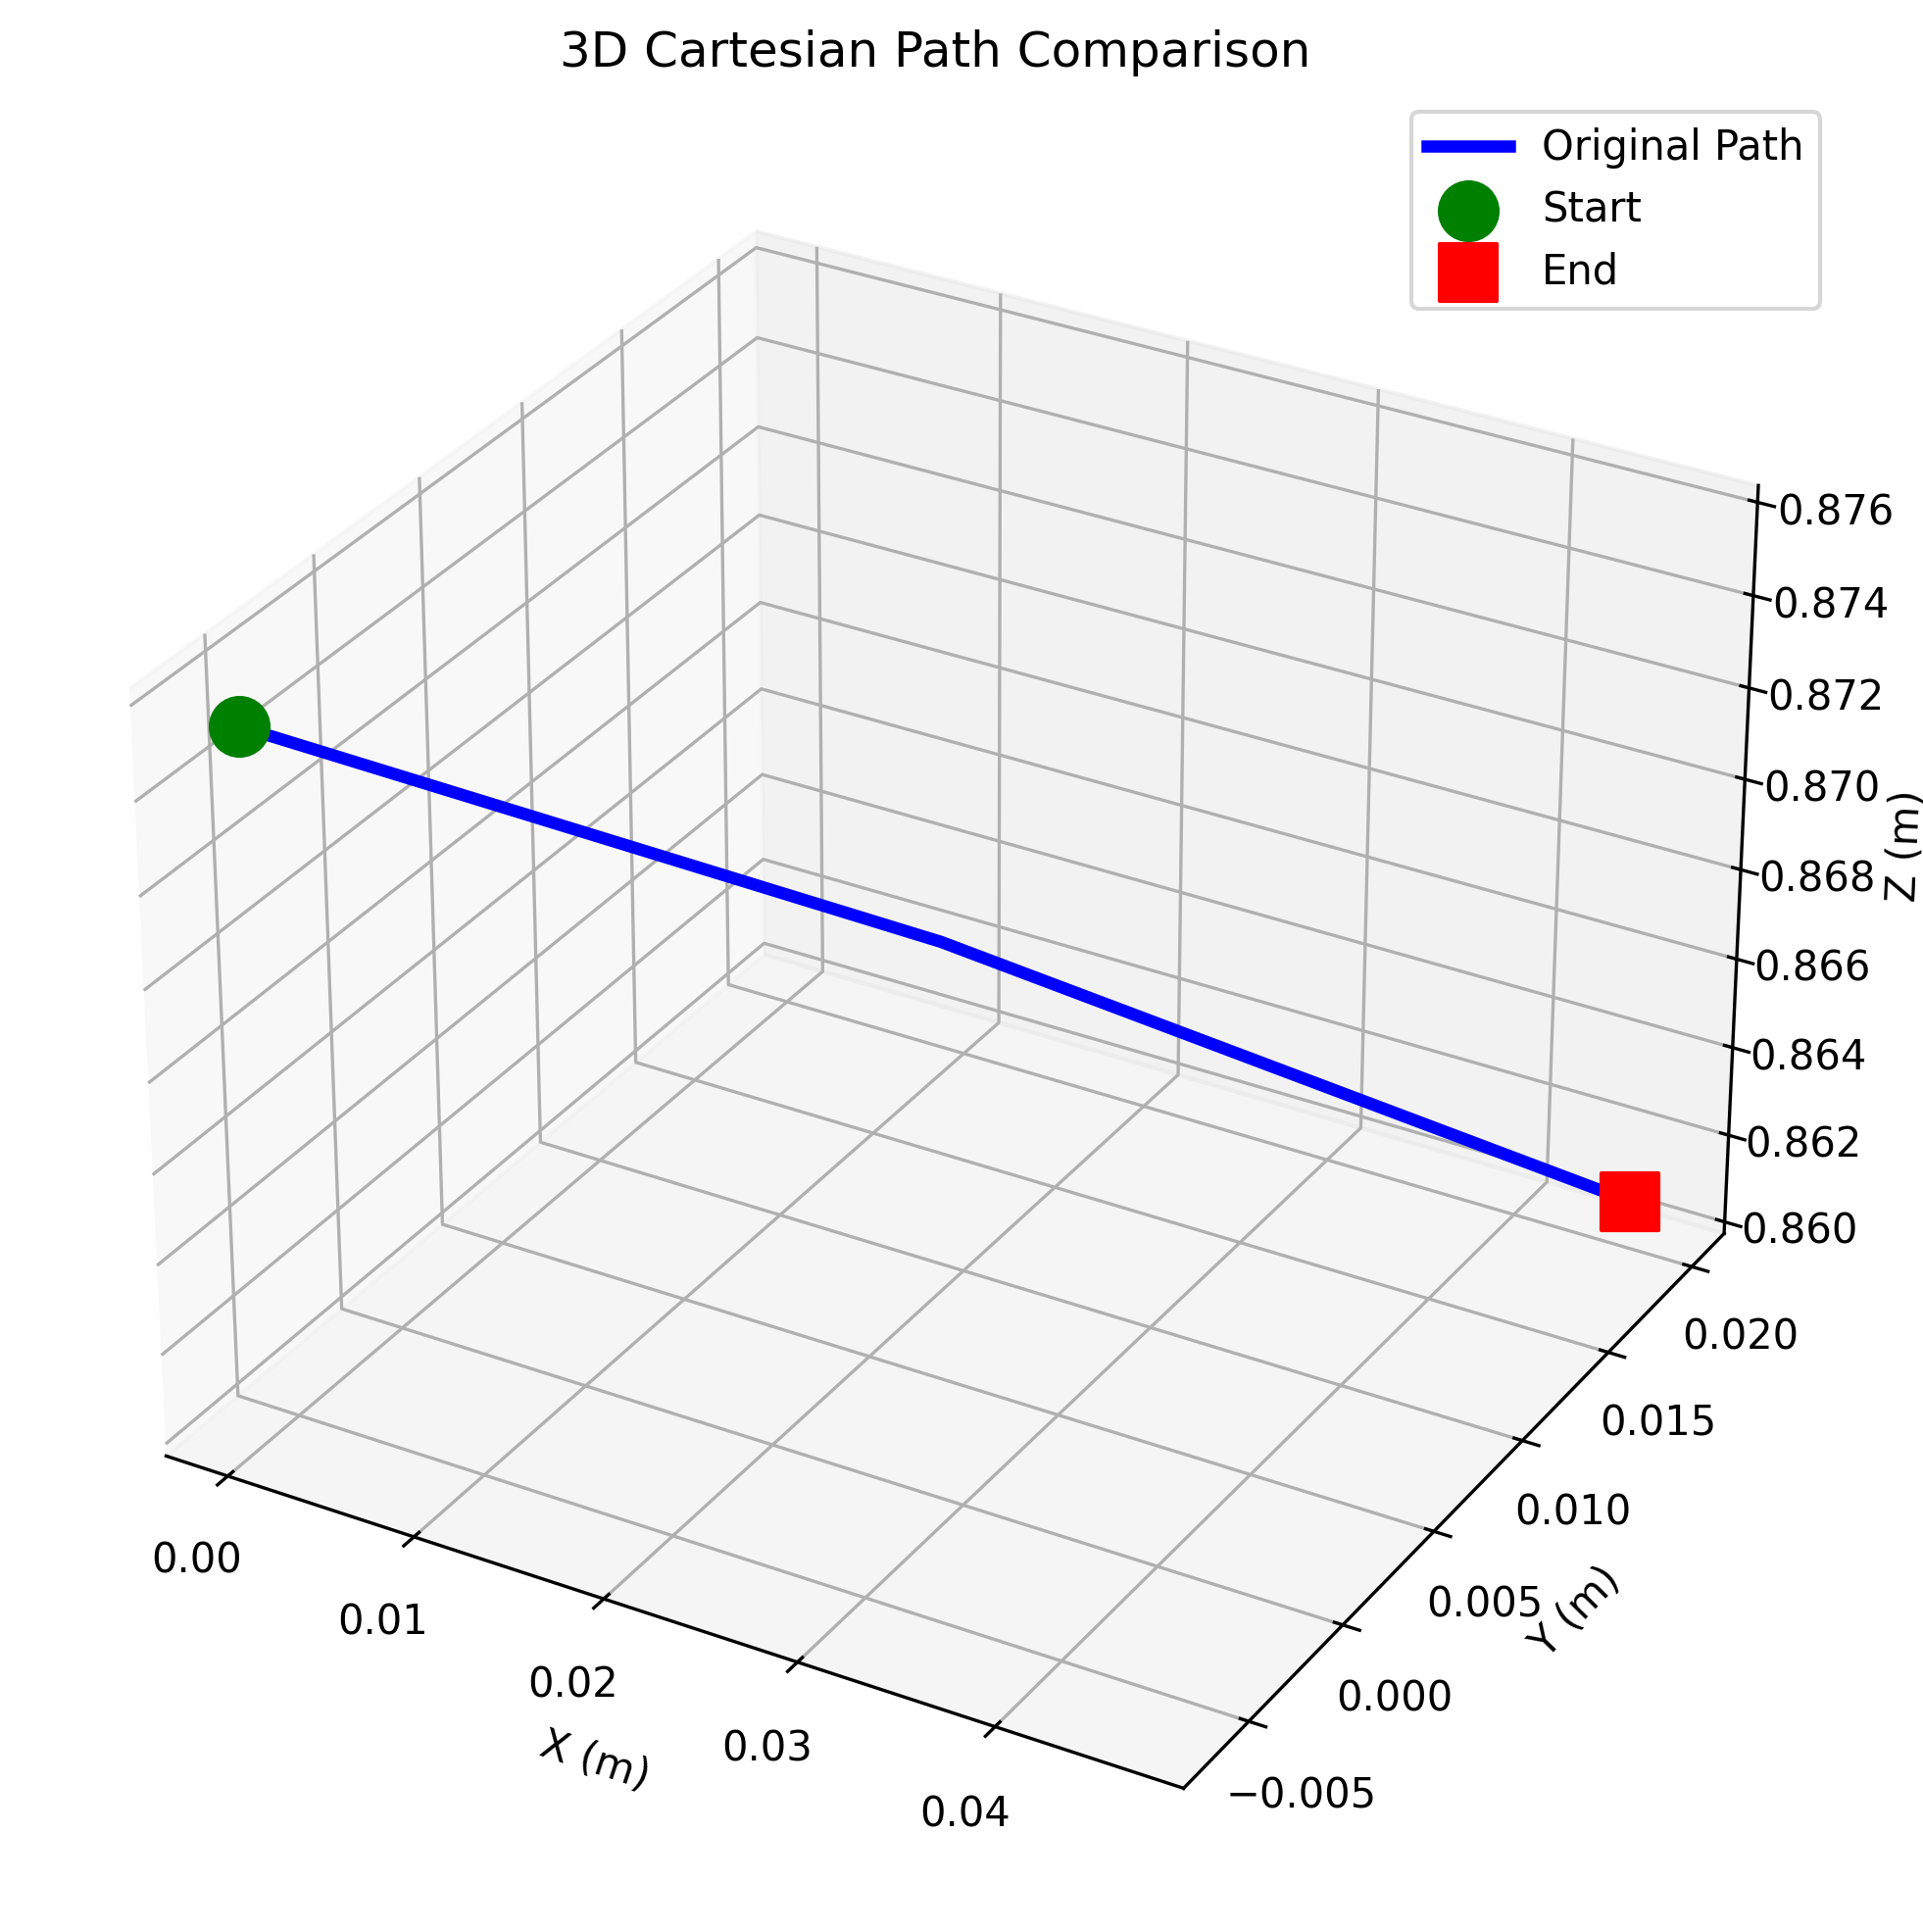 3D Cartesian Path Comparison
Original Path
Start
End
0.876
0.874
0.872
0.870
0.868
0.866
0.864
0.862
0.860
Z (m)
0.020
0.015
0.010
0.005
0.000
−0.005
Y (m)
0.00
0.01
0.02
0.03
0.04
X (m)